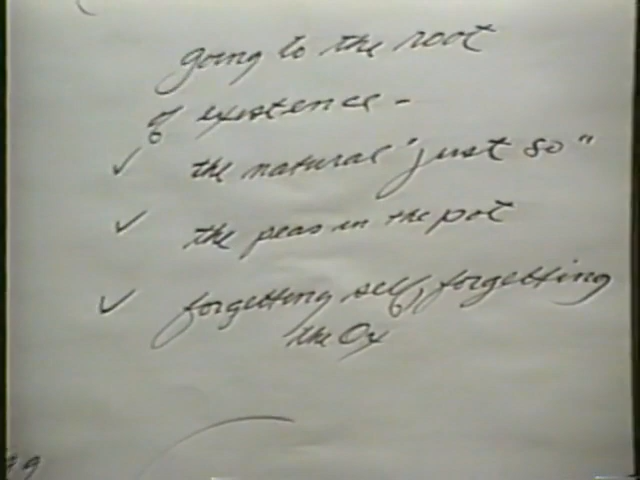 going to the root
of existence -
✓ the natural "just so"
✓ the peas in the pot
✓ forgetting self, forgetting
the Ox